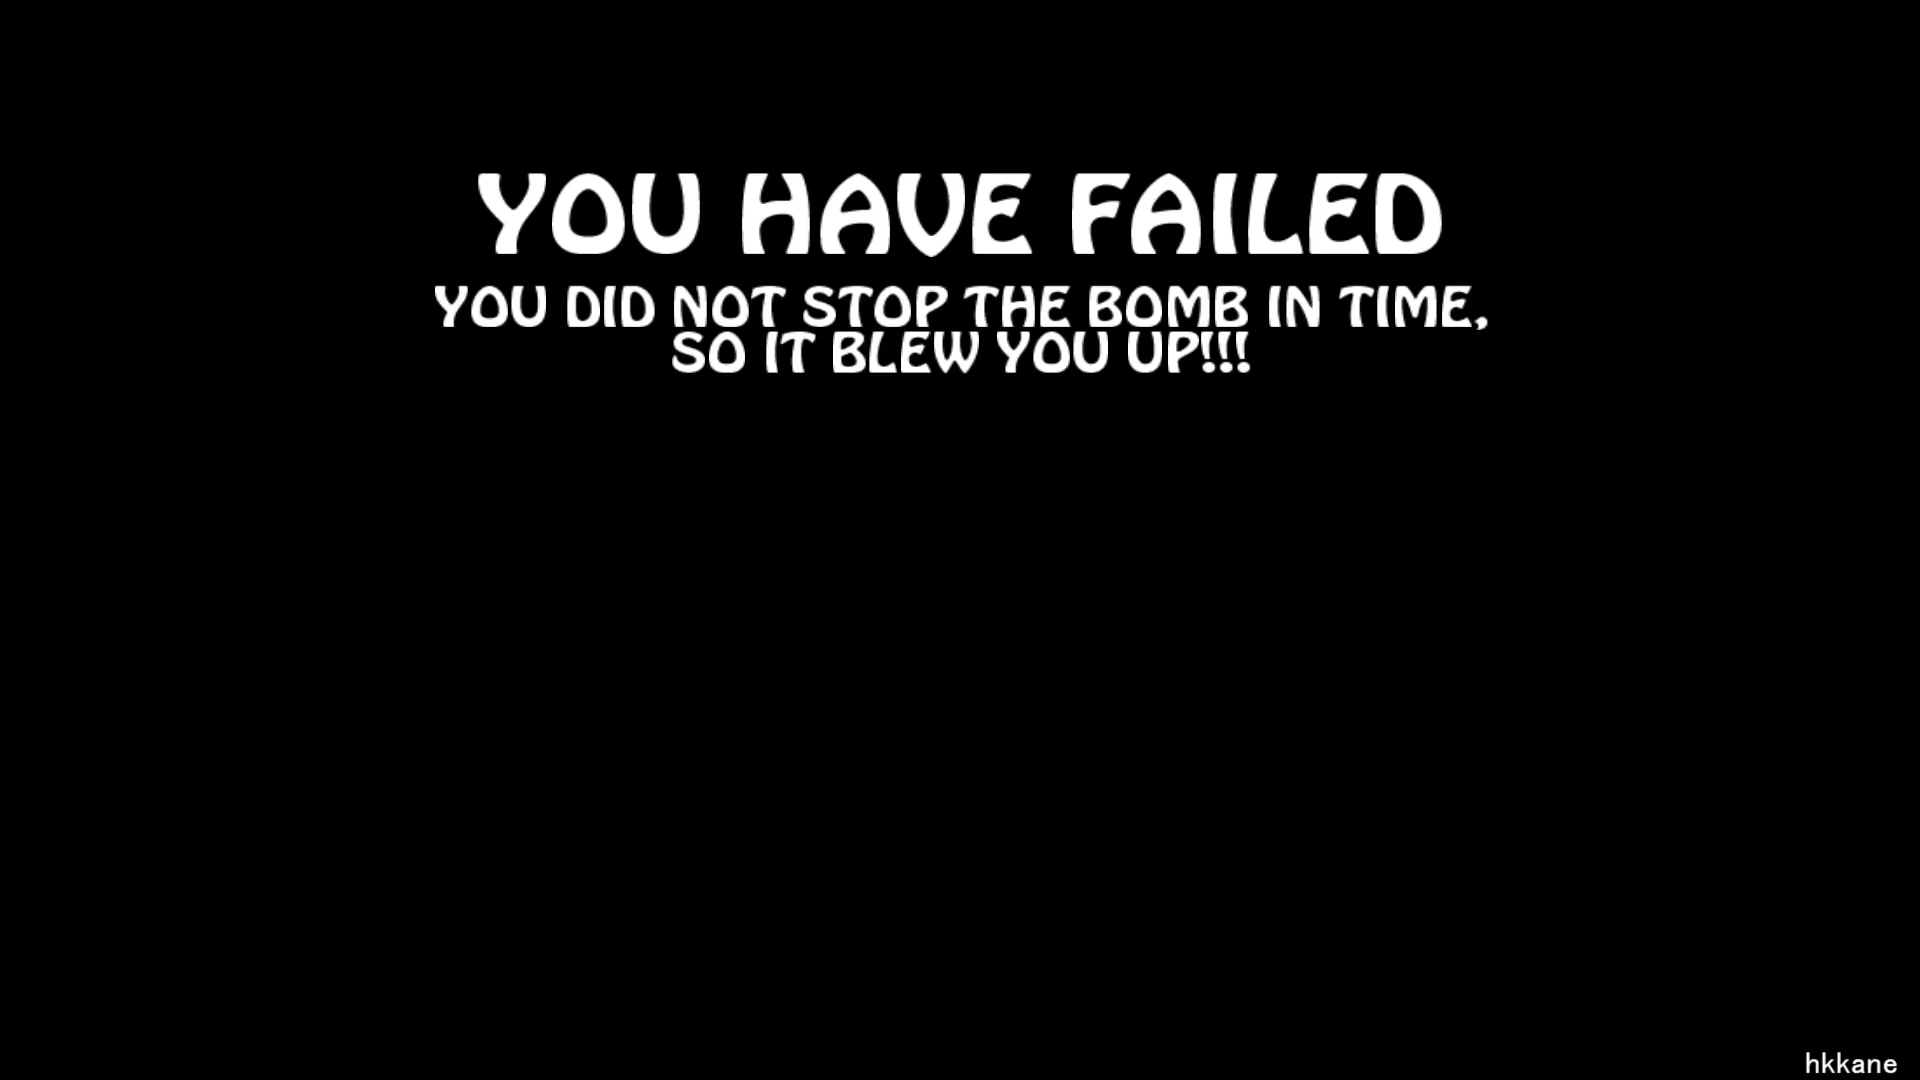 YOU HAVE FAILED
YOU DID NOT STOP THE BOMB IN TIME,
SO IT BLEW YOU UP!!!
hkkane